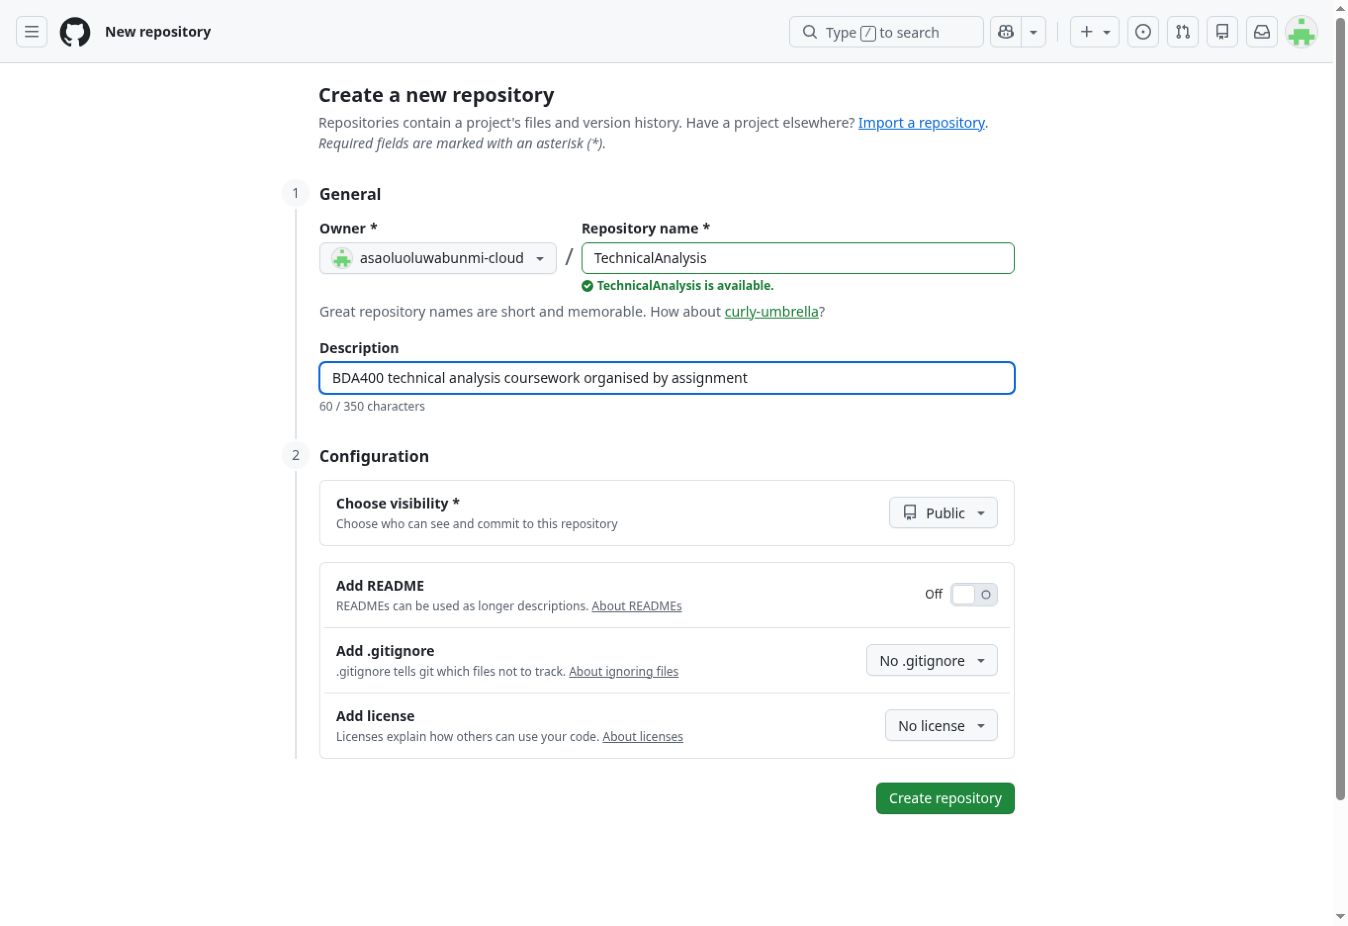 New repository
Type / to search
Create a new repository
Repositories contain a project's files and version history. Have a project elsewhere? Import a repository.
Required fields are marked with an asterisk (*).
1
General
Owner *
Repository name *
asaoluoluwabunmi-cloud
/
TechnicalAnalysis
TechnicalAnalysis is available.
Great repository names are short and memorable. How about curly-umbrella?
Description
BDA400 technical analysis coursework organised by assignment
60 / 350 characters
2
Configuration
Choose visibility *
Choose who can see and commit to this repository
Public
Add README
READMEs can be used as longer descriptions. About READMEs
Off
Add .gitignore
.gitignore tells git which files not to track. About ignoring files
No .gitignore
Add license
Licenses explain how others can use your code. About licenses
No license
Create repository